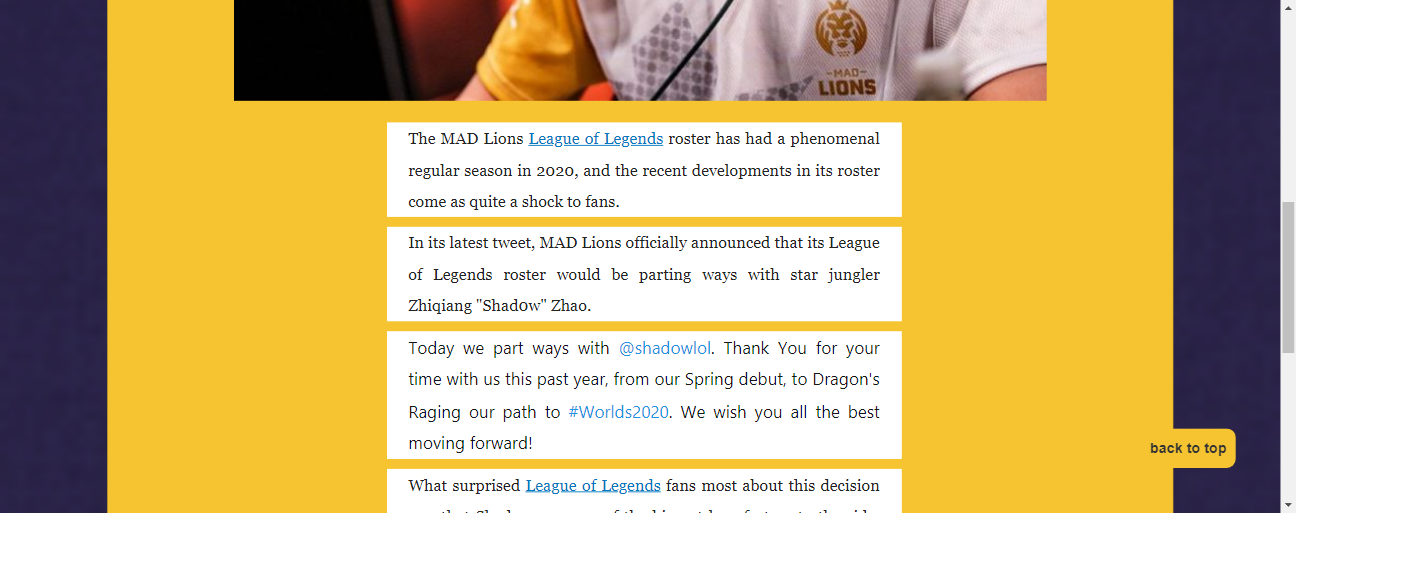 -MAD-
LIONS
The MAD Lions League of Legends roster has had a phenomenal
regular season in 2020, and the recent developments in its roster
come as quite a shock to fans.
In its latest tweet, MAD Lions officially announced that its League
of Legends roster would be parting ways with star jungler
Zhiqiang "Shad0w" Zhao.
Today we part ways with @shadowlol. Thank You for your
time with us this past year, from our Spring debut, to Dragon's
Raging our path to #Worlds2020. We wish you all the best
moving forward!
back to top
What surprised League of Legends fans most about this decision